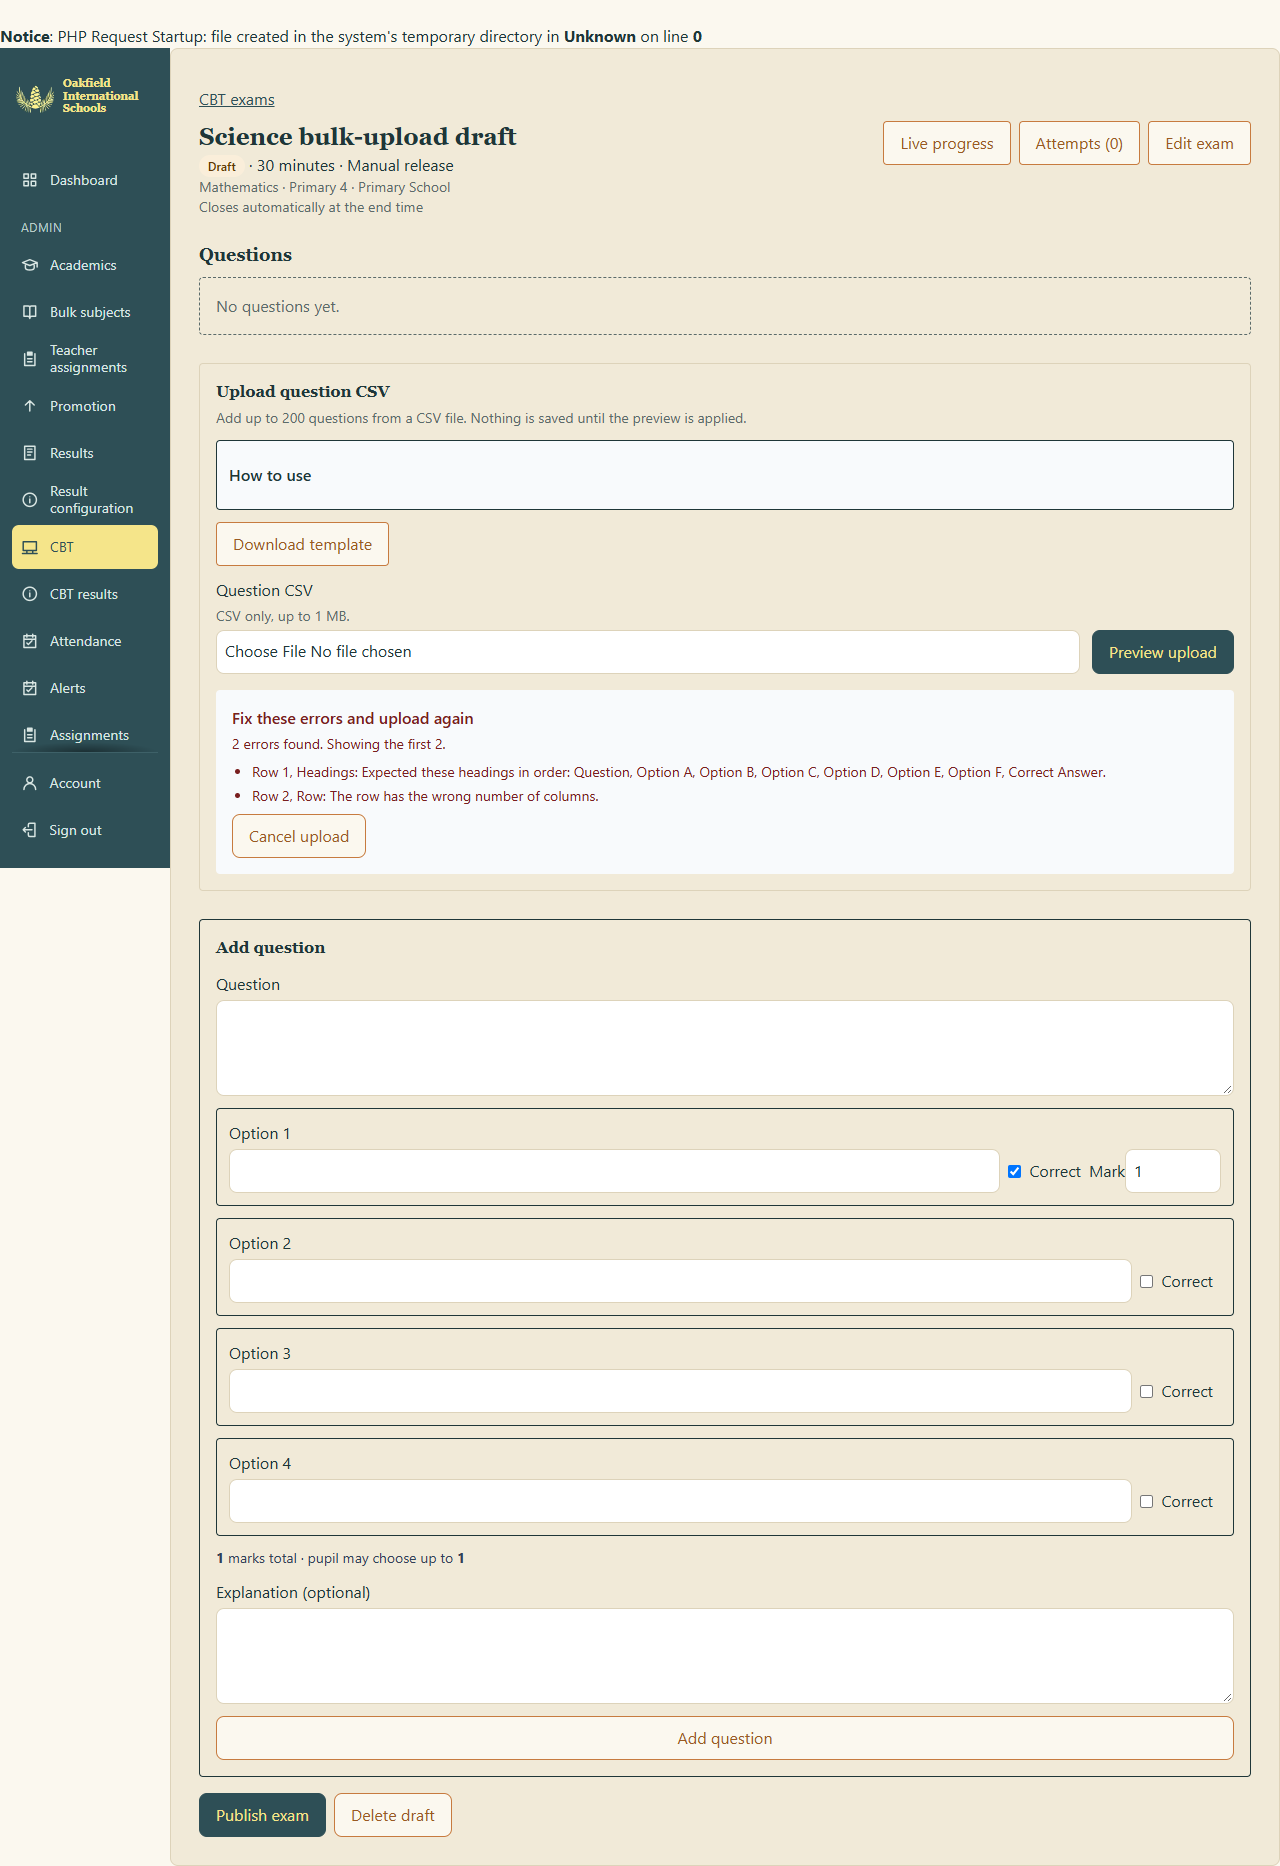 Notice: PHP Request Startup: file created in the system's temporary directory in Unknown on line 0
Oakfield
International
Schools
Dashboard
ADMIN
Academics
Bulk subjects
Teacher
assignments
Promotion
Results
Result
configuration
CBT
CBT results
Attendance
Alerts
Assignments
Account
Sign out
CBT exams
Science bulk-upload draft
Live progress
Attempts (0)
Edit exam
Draft · 30 minutes · Manual release
Mathematics · Primary 4 · Primary School
Closes automatically at the end time
Questions
No questions yet.
Upload question CSV
Add up to 200 questions from a CSV file. Nothing is saved until the preview is applied.
How to use
Download template
Question CSV
CSV only, up to 1 MB.
Choose File No file chosen
Preview upload
Fix these errors and upload again
2 errors found. Showing the first 2.
• Row 1, Headings: Expected these headings in order: Question, Option A, Option B, Option C, Option D, Option E, Option F, Correct Answer.
• Row 2, Row: The row has the wrong number of columns.
Cancel upload
Add question
Question
Option 1
Correct Mark 1
Option 2
Correct
Option 3
Correct
Option 4
Correct
1 marks total · pupil may choose up to 1
Explanation (optional)
Add question
Publish exam
Delete draft